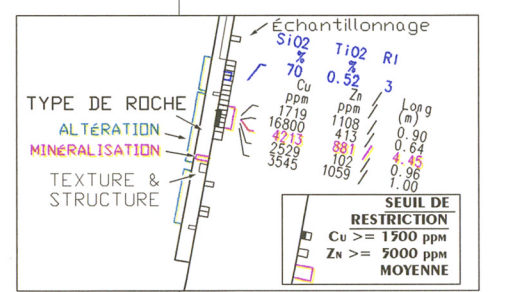 Échantillonnage
SiO2 TiO2 RI
% %
70 0.52 3
Cu Zn Long
ppm ppm / (m)
1719 1108 / 0.90
16800 413 / 0.64
4213 881 / 4.45
2529 102 / 0.96
3545 1059 / 1.00
TYPE DE ROCHE
ALTÉRATION
MINÉRALISATION
TEXTURE &
STRUCTURE
SEUIL DE
RESTRICTION
Cu >= 1500 ppm
Zn >= 5000 ppm
MOYENNE